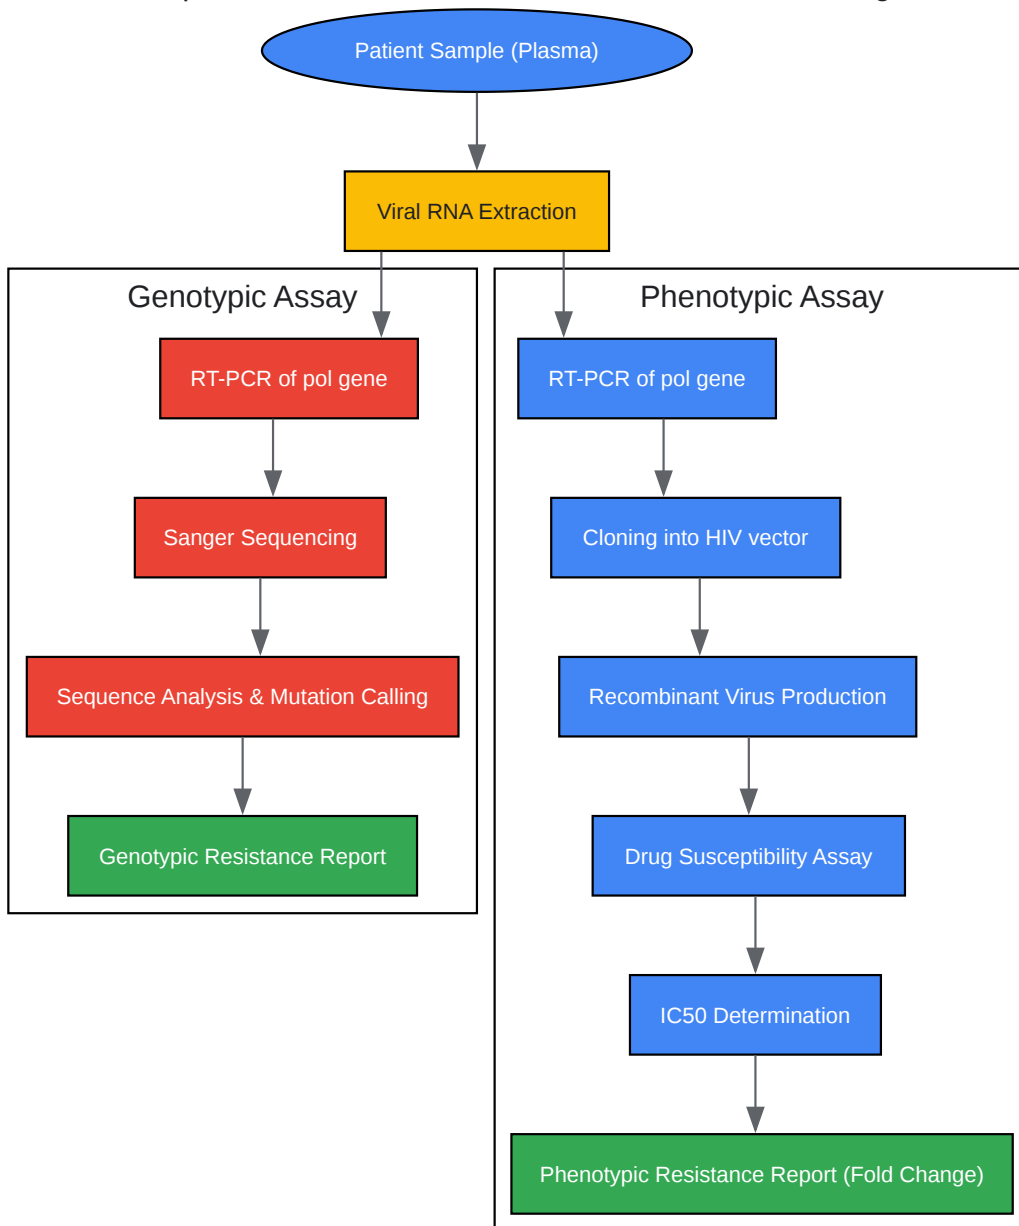 Patient Sample (Plasma)
Viral RNA Extraction
Genotypic Assay
RT-PCR of pol gene
Sanger Sequencing
Sequence Analysis & Mutation Calling
Genotypic Resistance Report
Phenotypic Assay
RT-PCR of pol gene
Cloning into HIV vector
Recombinant Virus Production
Drug Susceptibility Assay
IC50 Determination
Phenotypic Resistance Report (Fold Change)